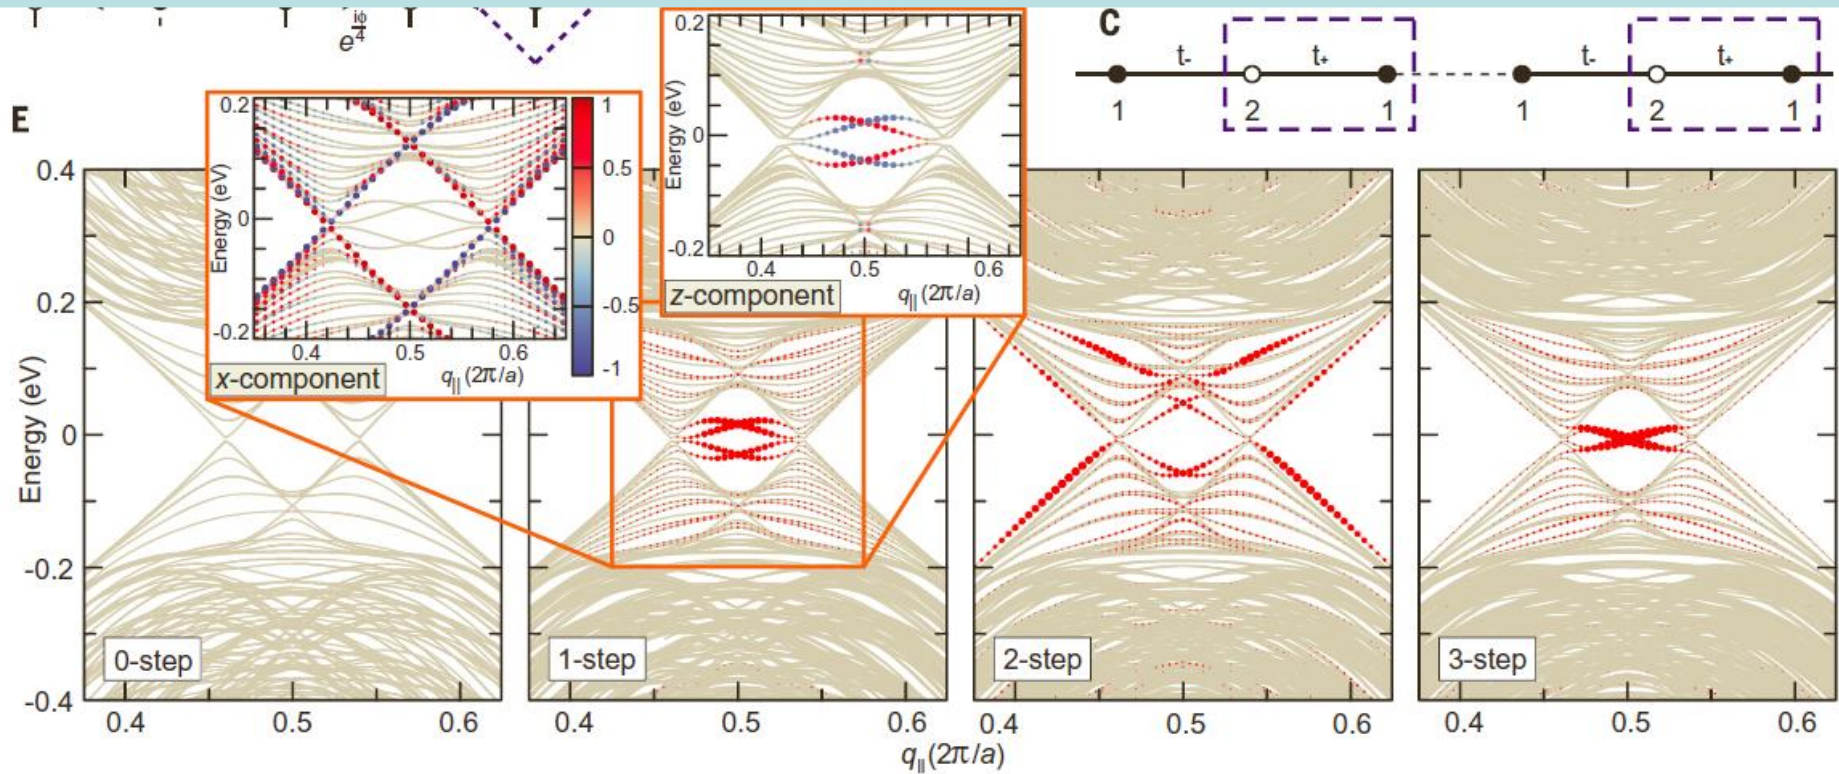 e^{iϕ/4}
C
t₋ t₊ t₋ t₊
1 2 1 1 2 1
E
0.2
0
-0.2
Energy (eV)
0.4 0.5 0.6
x-component
q||(2π/a)
1
0.5
0
-0.5
-1
0.2
0
-0.2
Energy (eV)
0.4 0.5 0.6
z-component
q||(2π/a)
0.4
0.2
0
-0.2
-0.4
Energy (eV)
0-step
1-step
2-step
3-step
0.4 0.5 0.6
0.4 0.5 0.6
0.4 0.5 0.6
0.4 0.5 0.6
q||(2π/a)